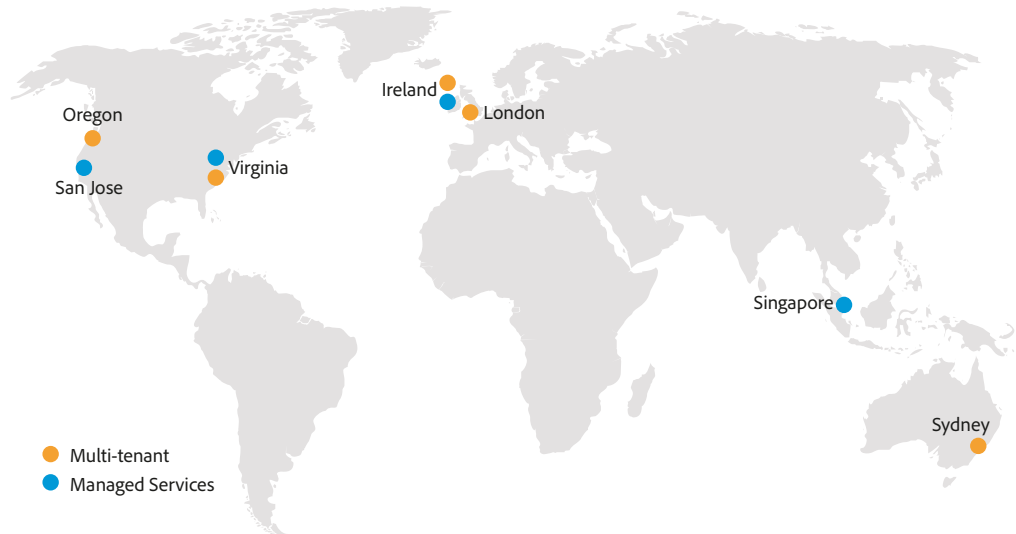 Ireland
London
Oregon
Virginia
San Jose
Singapore
Sydney
Multi-tenant
Managed Services